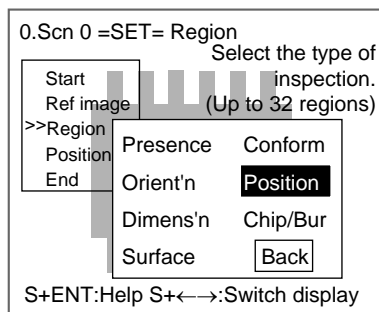 0.Scn 0 =SET= Region
Select the type of
inspection.
(Up to 32 regions)
Start
Ref image
>>Region
Position
End
Presence Conform
Orient'n Position
Dimens'n Chip/Bur
Surface Back
S+ENT:Help S+←→:Switch display